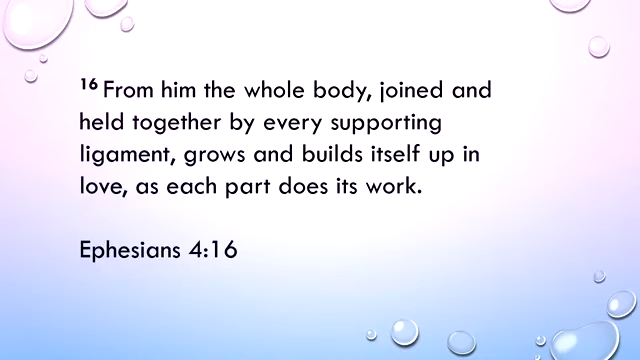 16 From him the whole body, joined and
held together by every supporting
ligament, grows and builds itself up in
love, as each part does its work.
Ephesians 4:16